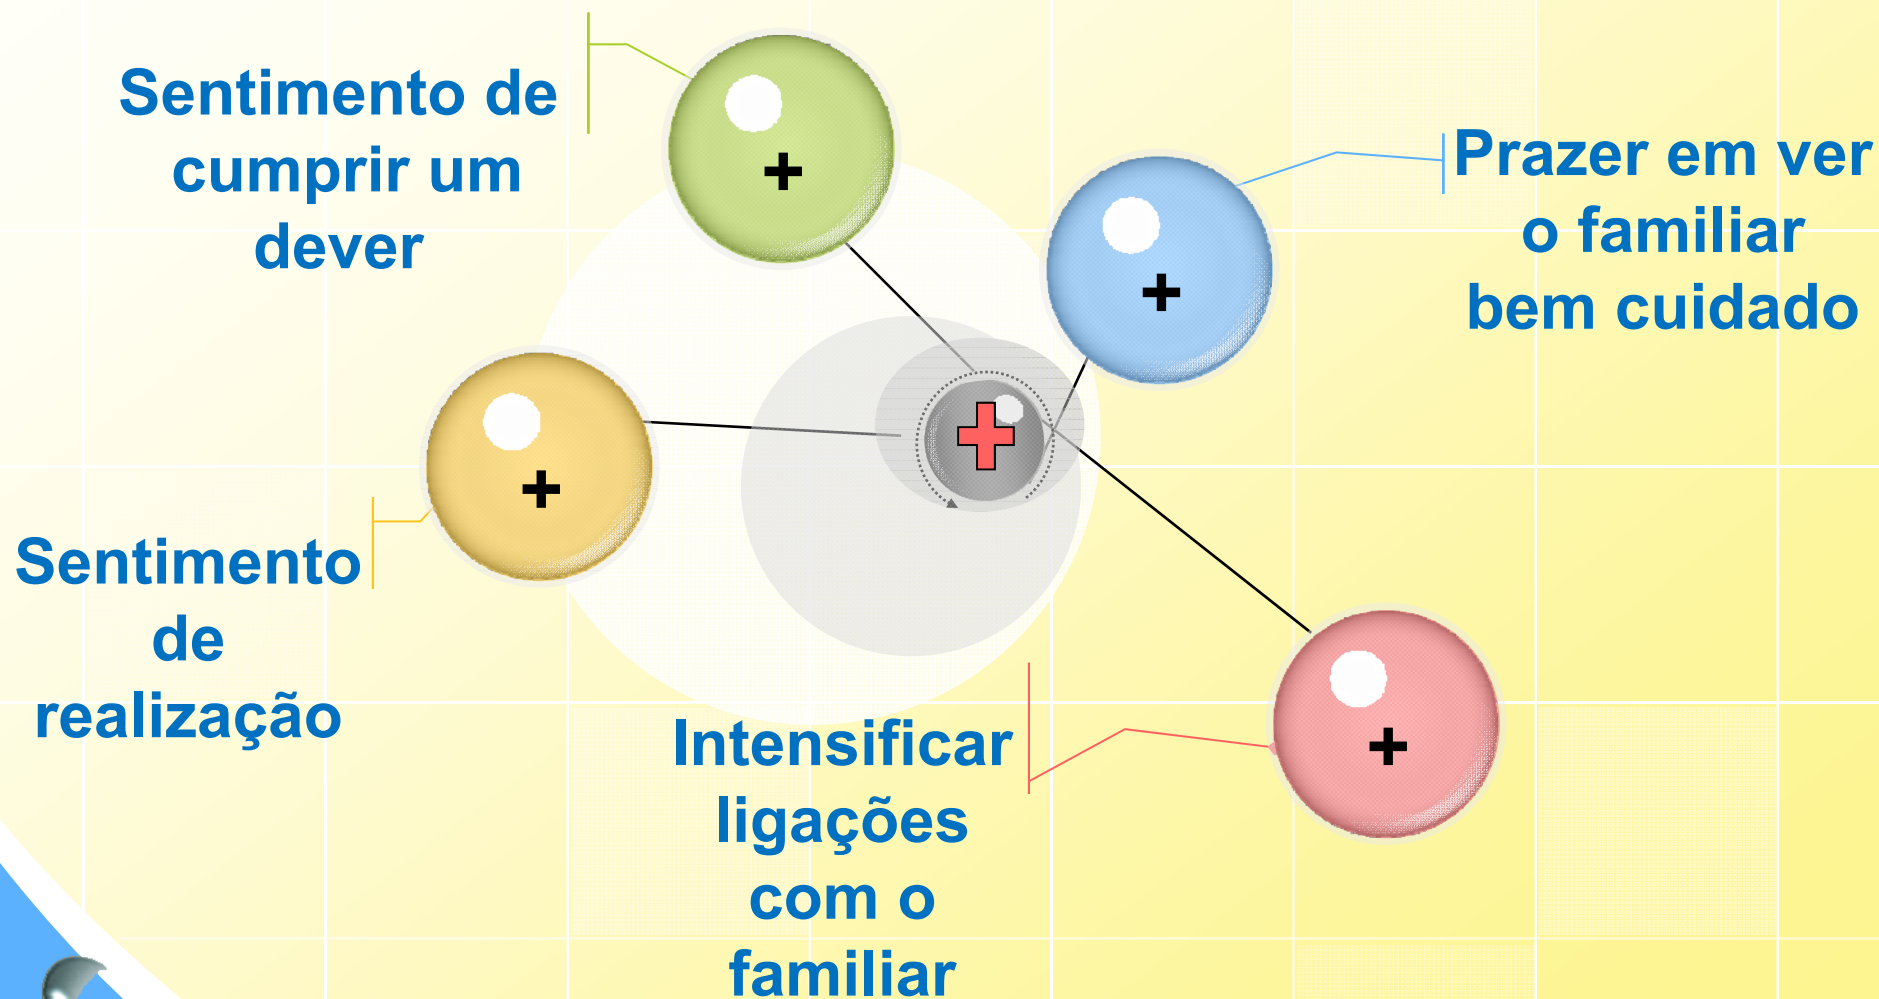 Sentimento de
cumprir um
dever
+
Prazer em ver
o familiar
bem cuidado
+
+
Sentimento
de
realização
Intensificar
ligações
com o
familiar
+